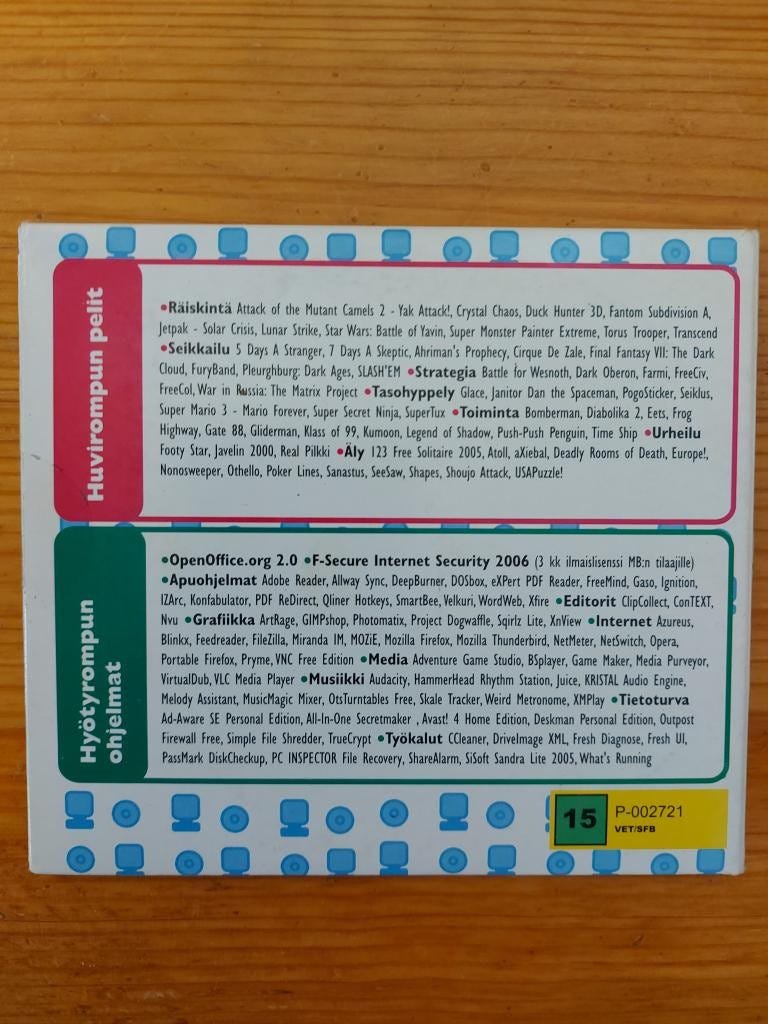 Huvirompun pelit
•Räiskintä Attack of the Mutant Camels 2 - Yak Attack!, Crystal Chaos, Duck Hunter 3D, Fantom Subdivision A,
Jetpak - Solar Crisis, Lunar Strike, Star Wars: Battle of Yavin, Super Monster Painter Extreme, Torus Trooper, Transcend
•Seikkailu 5 Days A Stranger, 7 Days A Skeptic, Ahriman's Prophecy, Cirque De Zale, Final Fantasy VII: The Dark
Cloud, FuryBand, Pleurghburg: Dark Ages, SLASH'EM •Strategia Battle for Wesnoth, Dark Oberon, Farmi, FreeCiv,
FreeCol, War in Russia: The Matrix Project •Tasohyppely Glace, Janitor Dan the Spaceman, PogoSticker, Seiklus,
Super Mario 3 - Mario Forever, Super Secret Ninja, SuperTux •Toiminta Bomberman, Diabolika 2, Eets, Frog
Highway, Gate 88, Gliderman, Klass of 99, Kumoon, Legend of Shadow, Push-Push Penguin, Time Ship •Urheilu
Footy Star, Javelin 2000, Real Pilkki •Äly 123 Free Solitaire 2005, Atoll, aXiebal, Deadly Rooms of Death, Europe!,
Nonosweeper, Othello, Poker Lines, Sanastus, SeeSaw, Shapes, Shoujo Attack, USAPuzzle!
Hyötyrompun
ohjelmat
•OpenOffice.org 2.0 •F-Secure Internet Security 2006 (3 kk ilmaislisenssi MB:n tilaajille)
•Apuohjelmat Adobe Reader, Allway Sync, DeepBurner, DOSbox, eXPert PDF Reader, FreeMind, Gaso, Ignition,
IZArc, Konfabulator, PDF ReDirect, Qliner Hotkeys, SmartBee, Velkuri, WordWeb, Xfire •Editorit ClipCollect, ConTEXT,
Nvu •Grafiikka ArtRage, GIMPshop, Photomatix, Project Dogwaffle, Sqirlz Lite, XnView •Internet Azureus,
Blinkx, Feedreader, FileZilla, Miranda IM, MOZiE, Mozilla Firefox, Mozilla Thunderbird, NetMeter, NetSwitch, Opera,
Portable Firefox, Pryme, VNC Free Edition •Media Adventure Game Studio, BSplayer, Game Maker, Media Purveyor,
VirtualDub, VLC Media Player •Musiikki Audacity, HammerHead Rhythm Station, Juice, KRISTAL Audio Engine,
Melody Assistant, MusicMagic Mixer, OtsTurntables Free, Skale Tracker, Weird Metronome, XMPlay •Tietoturva
Ad-Aware SE Personal Edition, All-In-One Secretmaker , Avast! 4 Home Edition, Deskman Personal Edition, Outpost
Firewall Free, Simple File Shredder, TrueCrypt •Työkalut CCleaner, DriveImage XML, Fresh Diagnose, Fresh UI,
PassMark DiskCheckup, PC INSPECTOR File Recovery, ShareAlarm, SiSoft Sandra Lite 2005, What's Running
15
P-002721
VET/SFB